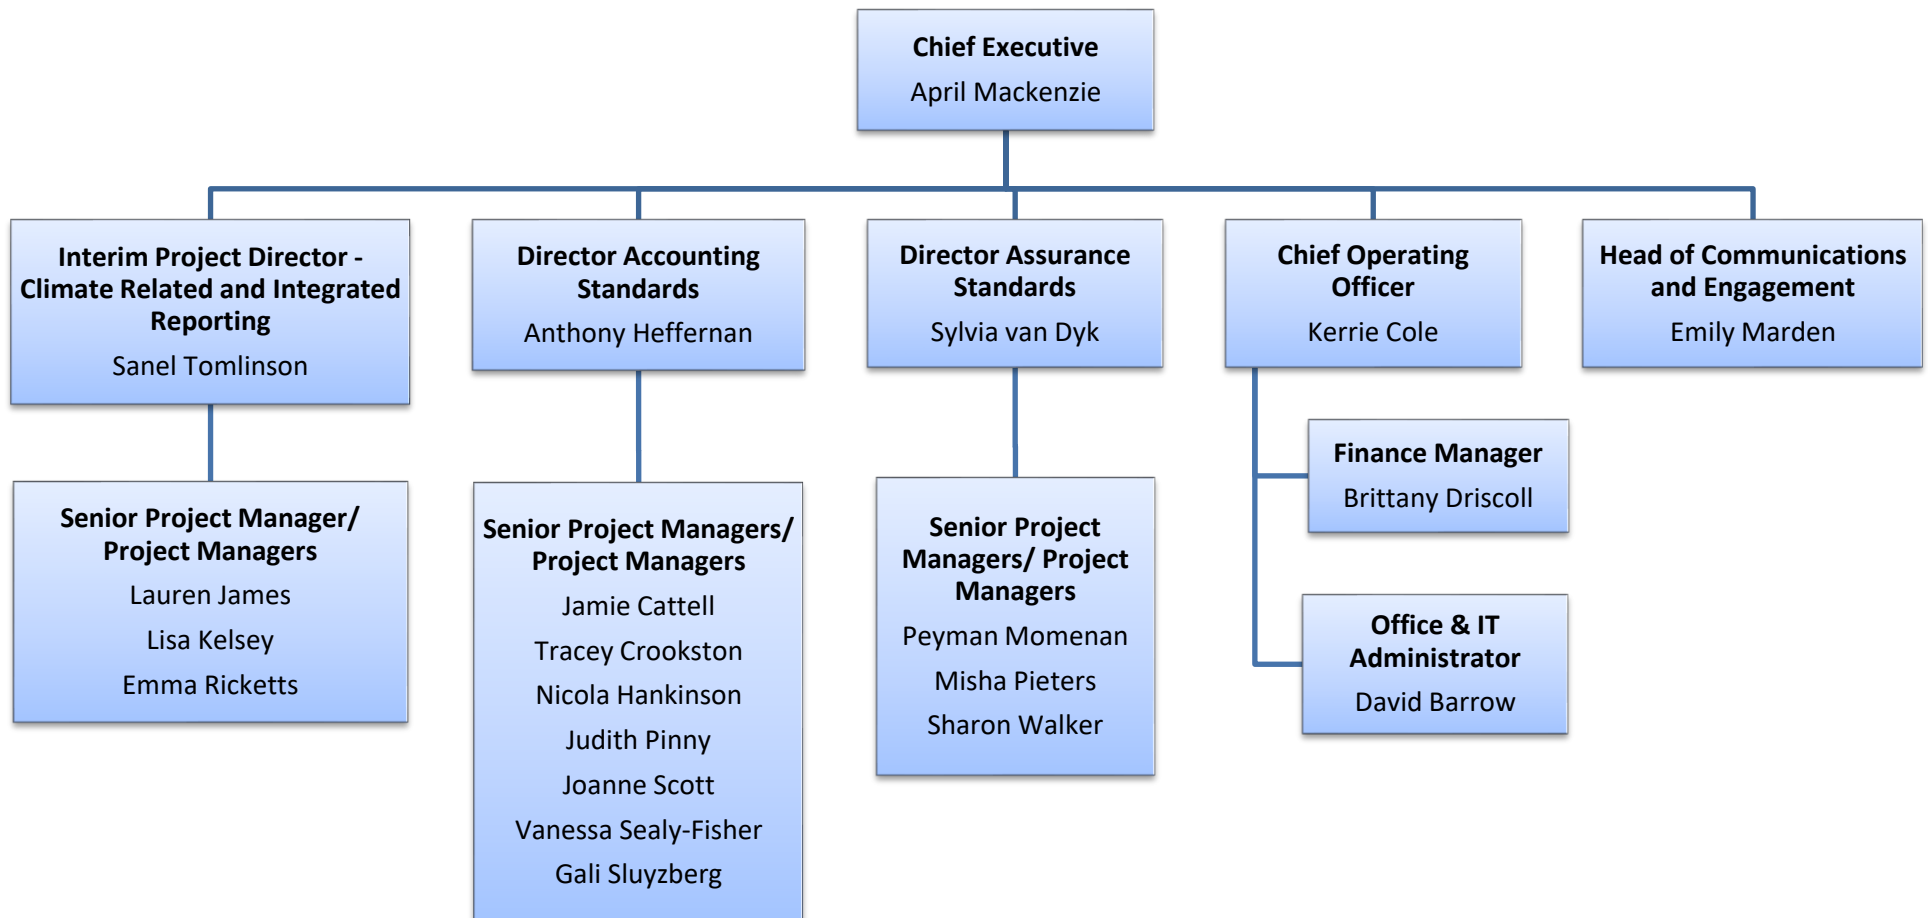 Chief Executive
April Mackenzie
Interim Project Director -
Climate Related and Integrated
Reporting
Sanel Tomlinson
Director Accounting
Standards
Anthony Heffernan
Director Assurance
Standards
Sylvia van Dyk
Chief Operating
Officer
Kerrie Cole
Head of Communications
and Engagement
Emily Marden
Senior Project Manager/
Project Managers
Lauren James
Lisa Kelsey
Emma Ricketts
Senior Project Managers/
Project Managers
Jamie Cattell
Tracey Crookston
Nicola Hankinson
Judith Pinny
Joanne Scott
Vanessa Sealy-Fisher
Gali Sluyzberg
Senior Project
Managers/ Project
Managers
Peyman Momenan
Misha Pieters
Sharon Walker
Finance Manager
Brittany Driscoll
Office & IT
Administrator
David Barrow